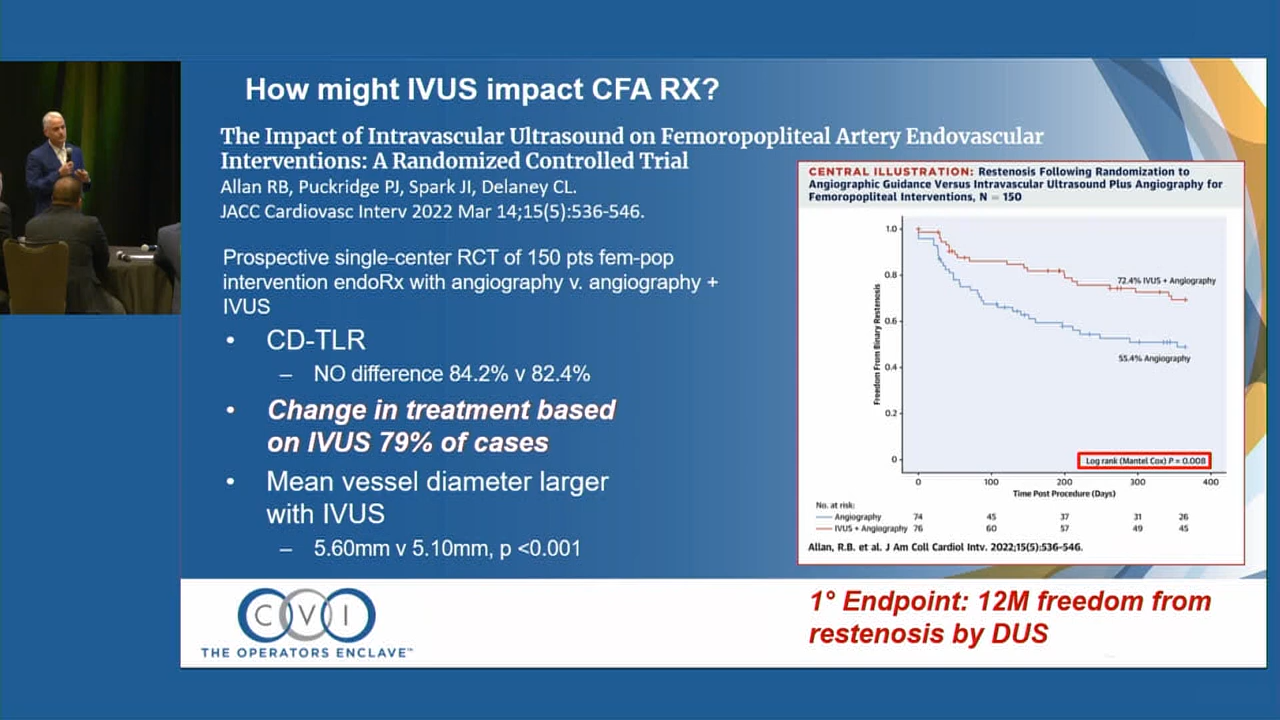 How might IVUS impact CFA RX?
The Impact of Intravascular Ultrasound on Femoropopliteal Artery Endovascular
Interventions: A Randomized Controlled Trial
Allan RB, Puckridge PJ, Spark JI, Delaney CL.
JACC Cardiovasc Interv 2022 Mar 14;15(5):536-546.
Prospective single-center RCT of 150 pts fem-pop
intervention endoRx with angiography v. angiography +
IVUS
• CD-TLR
– NO difference 84.2% v 82.4%
• Change in treatment based
on IVUS 79% of cases
• Mean vessel diameter larger
with IVUS
– 5.60mm v 5.10mm, p <0.001
CENTRAL ILLUSTRATION: Restenosis Following Randomization to
Angiographic Guidance Versus Intravascular Ultrasound Plus Angiography for
Femoropopliteal Interventions, N = 150
Freedom From Binary Restenosis
1.0
0.8
0.6
0.4
0.2
0
72.4% IVUS + Angiography
55.4% Angiography
Log rank (Mantel Cox) P = 0.008
0 100 200 300 400
Time Post Procedure (Days)
No. at risk:
Angiography 74 45 37 31 26
IVUS + Angiography 76 60 57 49 45
Allan, R.B. et al. J Am Coll Cardiol Intv. 2022;15(5):536-546.
CVI
THE OPERATORS ENCLAVE™
1° Endpoint: 12M freedom from
restenosis by DUS